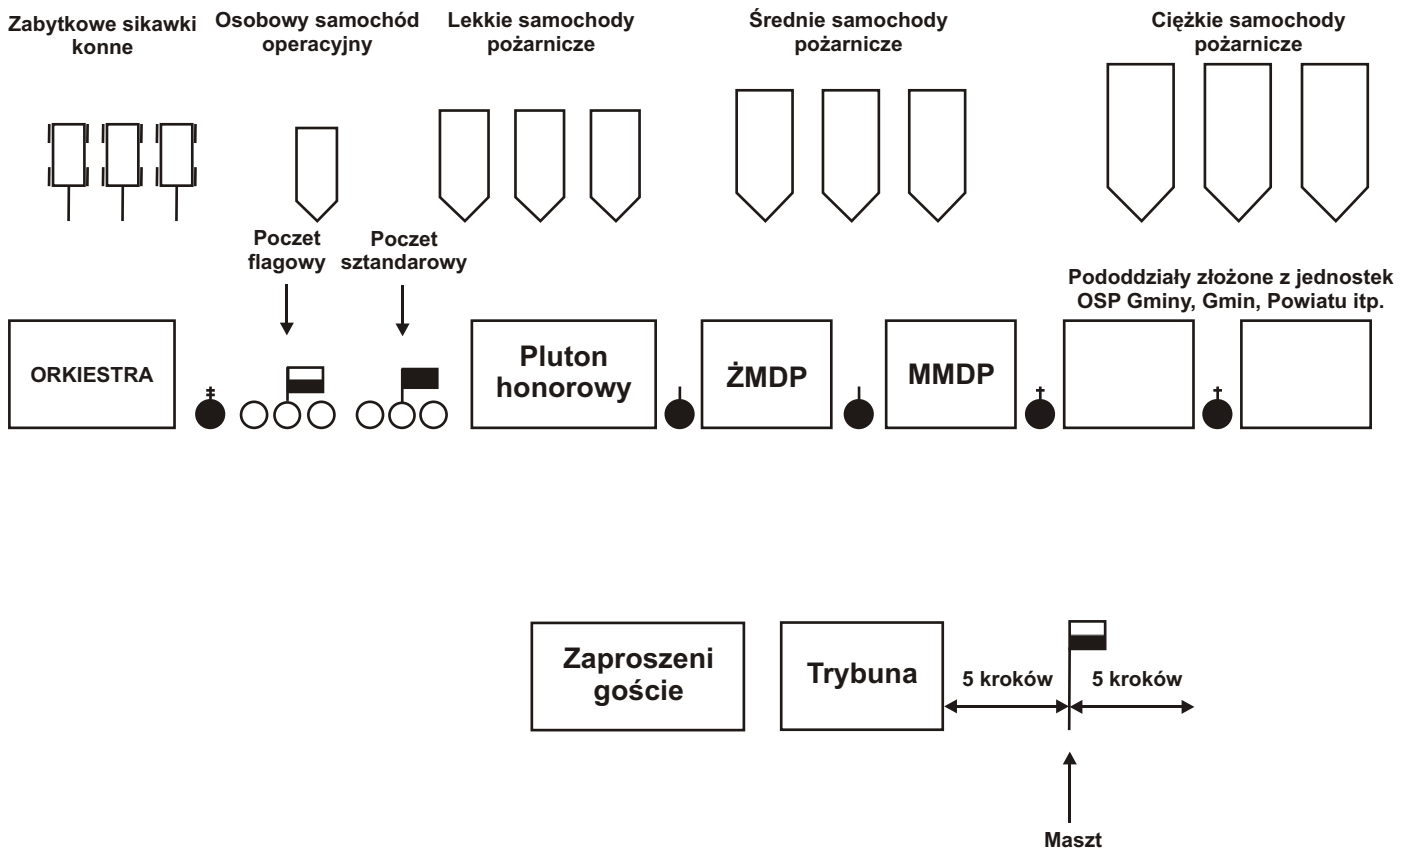 Zabytkowe sikawki
konne
Osobowy samochód
operacyjny
Lekkie samochody
pożarnicze
Średnie samochody
pożarnicze
Ciężkie samochody
pożarnicze
Poczet
flagowy
Poczet
sztandarowy
Pododdziały złożone z jednostek
OSP Gminy, Gmin, Powiatu itp.
ORKIESTRA
Pluton
honorowy
ŻMDP
MMDP
Zaproszeni
goście
Trybuna
5 kroków
5 kroków
Maszt